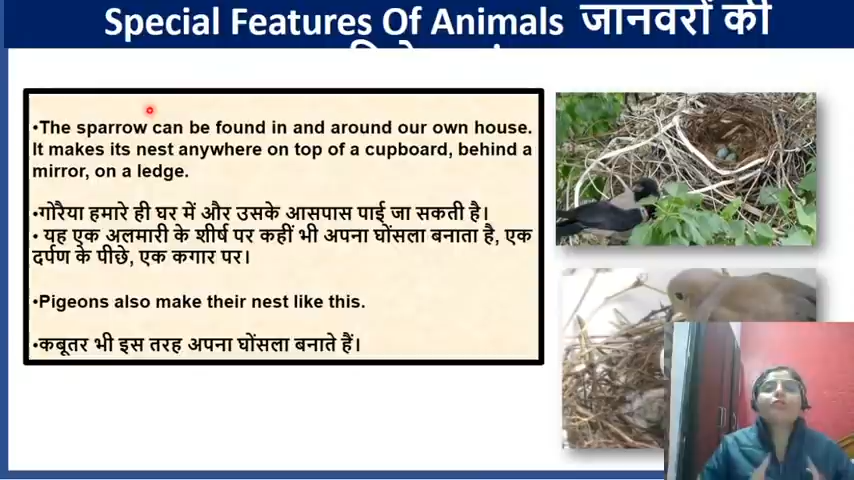 Special Features Of Animals जानवरों की
•The sparrow can be found in and around our own house.
It makes its nest anywhere on top of a cupboard, behind a
mirror, on a ledge.
•गोरैया हमारे ही घर में और उसके आसपास पाई जा सकती है।
• यह एक अलमारी के शीर्ष पर कहीं भी अपना घोंसला बनाता है, एक
दर्पण के पीछे, एक कगार पर।
•Pigeons also make their nest like this.
•कबूतर भी इस तरह अपना घोंसला बनाते हैं।